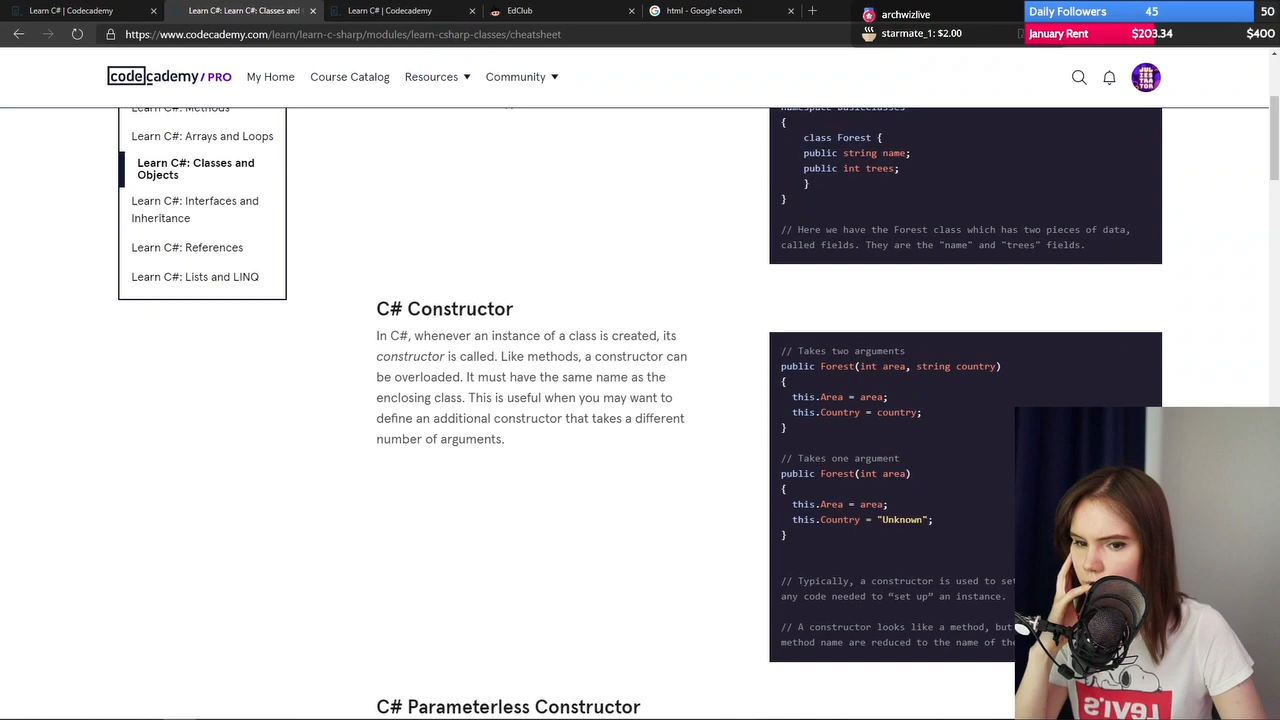 Learn C# | Codecademy
Learn C#: Learn C#: Classes and
Learn C# | Codecademy
EdClub
html - Google Search
archwizlive
starmate_1: $2.00
Daily Followers 45 50
January Rent $203.34 $400
https://www.codecademy.com/learn/learn-c-sharp/modules/learn-csharp-classes/cheatsheet
codecademy / PRO
My Home
Course Catalog
Resources
Community
Learn C#: Methods
Learn C#: Arrays and Loops
Learn C#: Classes and
Objects
Learn C#: Interfaces and
Inheritance
Learn C#: References
Learn C#: Lists and LINQ
namespace BasicClasses
{
class Forest {
public string name;
public int trees;
}
}
// Here we have the Forest class which has two pieces of data,
called fields. They are the "name" and "trees" fields.
C# Constructor
In C#, whenever an instance of a class is created, its
constructor is called. Like methods, a constructor can
be overloaded. It must have the same name as the
enclosing class. This is useful when you may want to
define an additional constructor that takes a different
number of arguments.
// Takes two arguments
public Forest(int area, string country)
{
this.Area = area;
this.Country = country;
}
// Takes one argument
public Forest(int area)
{
this.Area = area;
this.Country = "Unknown";
}
// Typically, a constructor is used to set
any code needed to “set up” an instance.
// A constructor looks like a method, but
method name are reduced to the name of the
C# Parameterless Constructor
LEVI'S